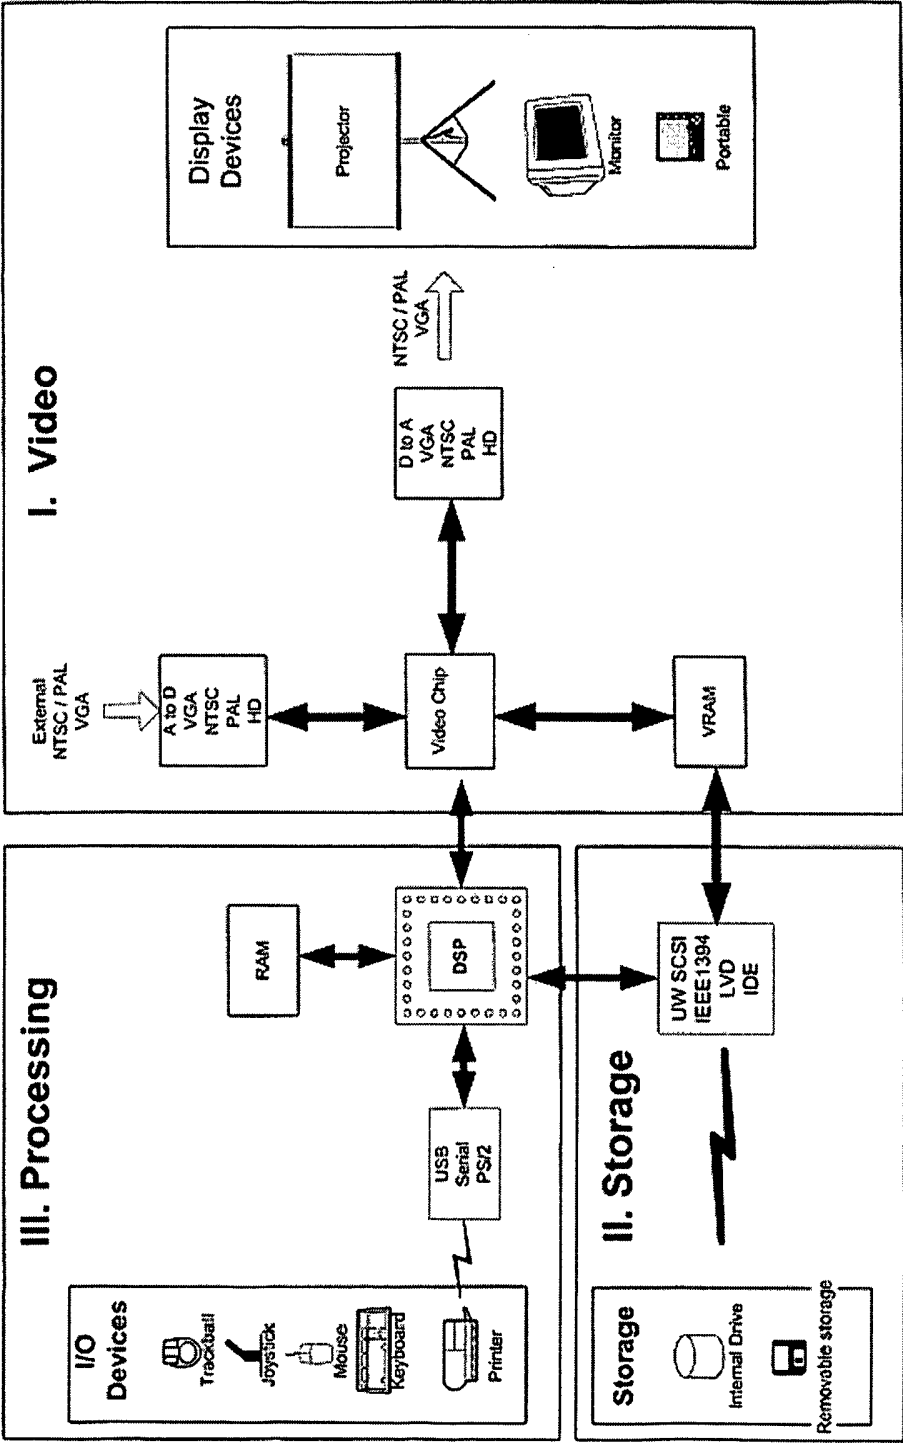 III. Processing
I/O
Devices
Trackball
Joystick
Mouse
Keyboard
Printer
USB
Serial
PS/2
RAM
DSP
II. Storage
Storage
Internal Drive
Removable storage
UW SCSI
IEEE1394
LVD
IDE
I. Video
External
NTSC / PAL
VGA
A to D
VGA
NTSC
PAL
HD
Video Chip
VRAM
D to A
VGA
NTSC
PAL
HD
NTSC / PAL
VGA
Display
Devices
Projector
Monitor
Portable